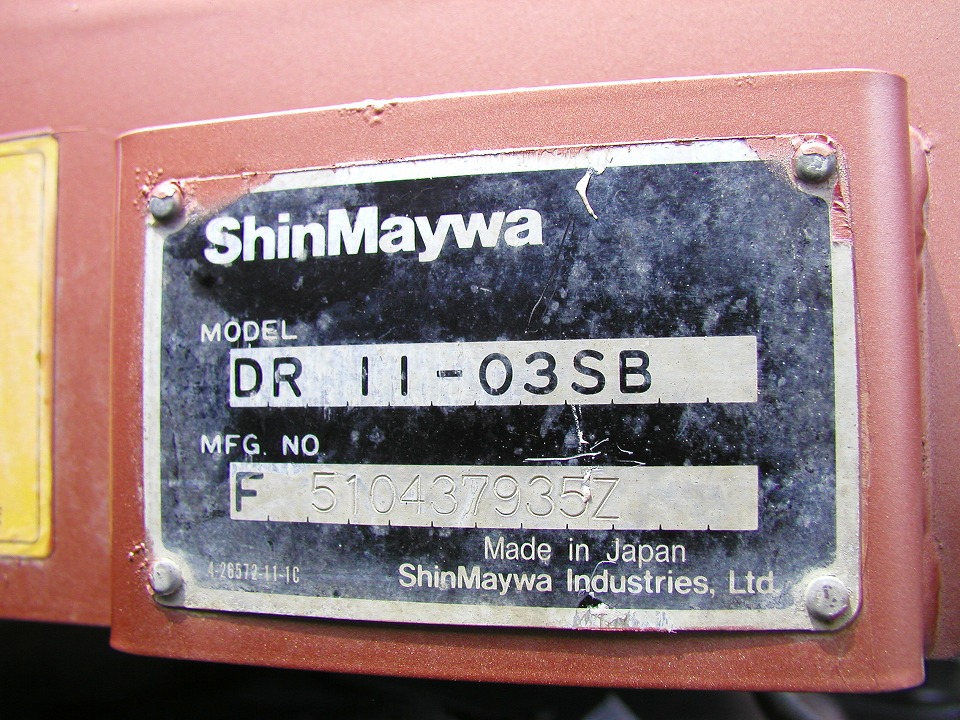 ShinMaywa
MODEL
DR 11-03SB
MFG. NO
F 510437935Z
Made in Japan
4-26572-11-1C
ShinMaywa Industries, Ltd.